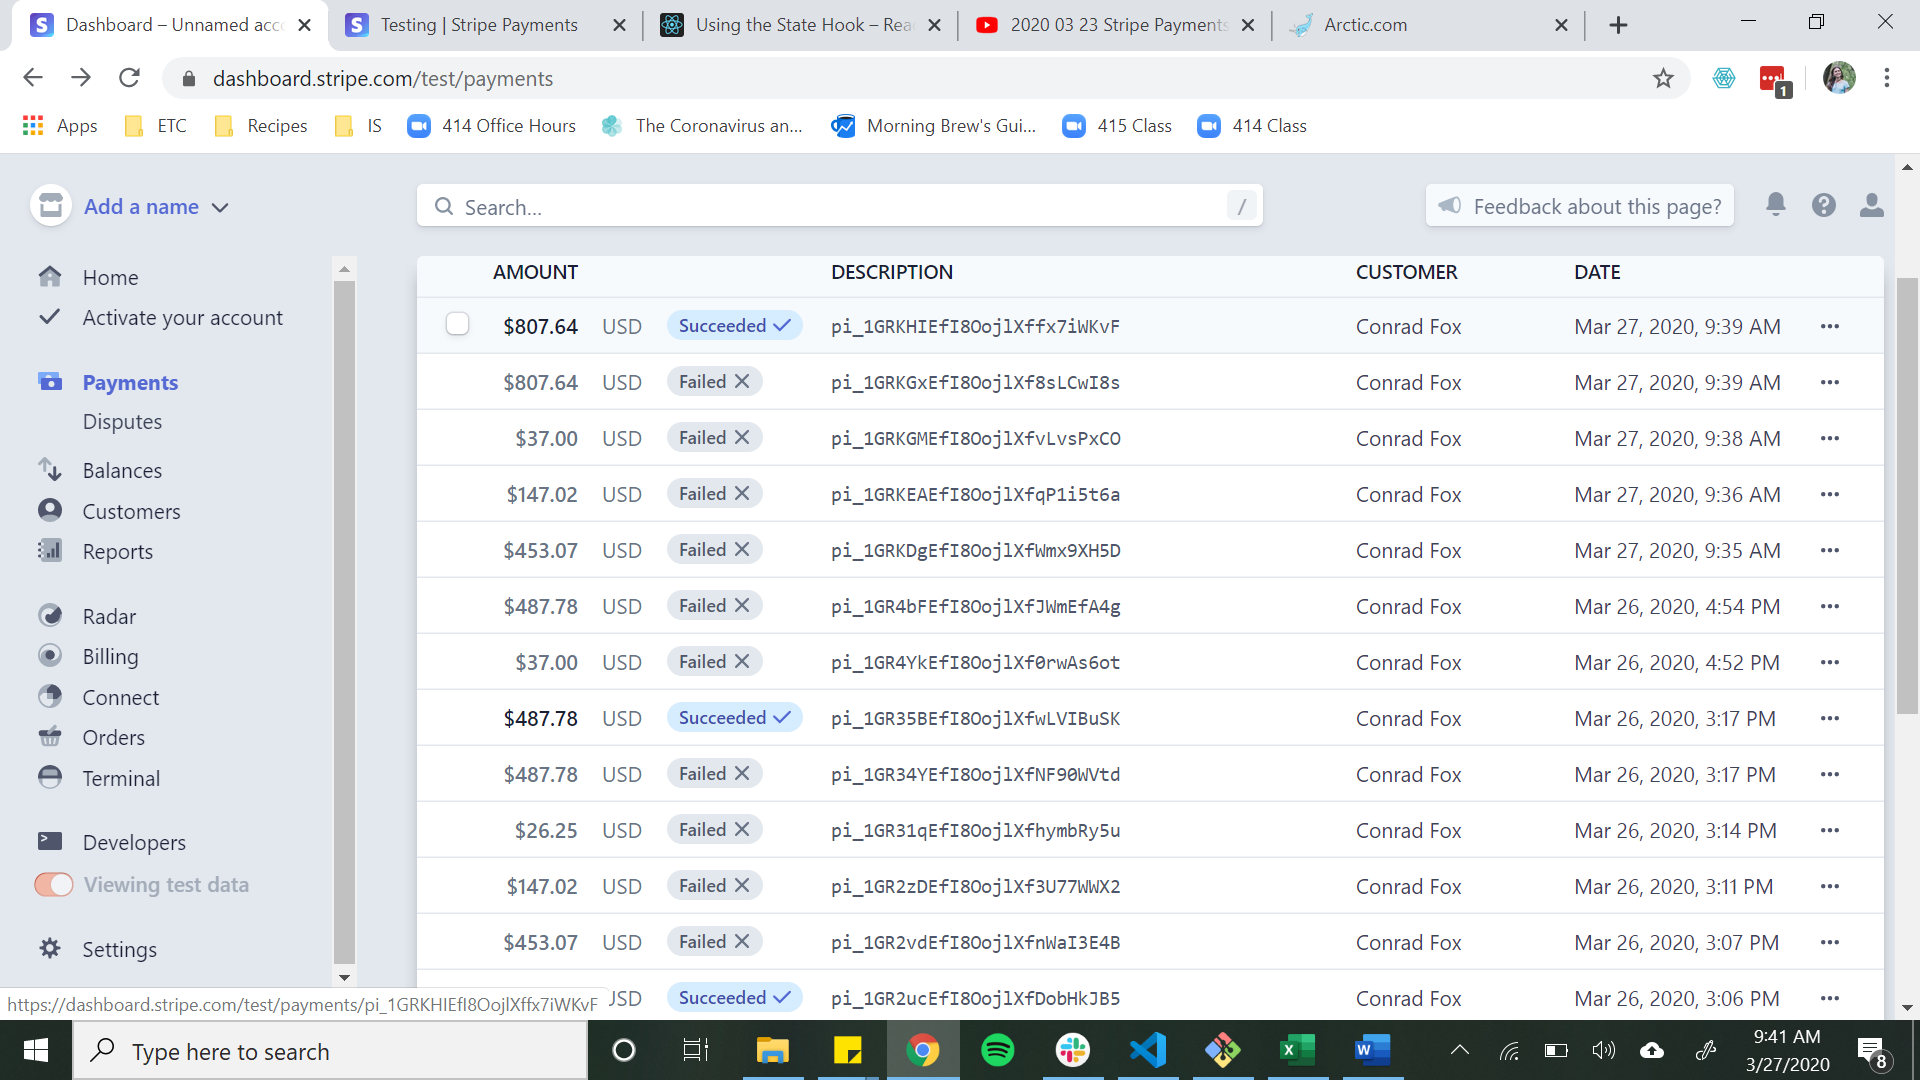 Dashboard – Unnamed acc
Testing | Stripe Payments
Using the State Hook – Rea
2020 03 23 Stripe Payments
Arctic.com
dashboard.stripe.com/test/payments
1
Apps
ETC
Recipes
IS
414 Office Hours
The Coronavirus an...
Morning Brew's Gui...
415 Class
414 Class
Add a name
Search...
/
Feedback about this page?
Home
Activate your account
Payments
Disputes
Balances
Customers
Reports
Radar
Billing
Connect
Orders
Terminal
Developers
Viewing test data
Settings
AMOUNT DESCRIPTION CUSTOMER DATE
$807.64 USD Succeeded pi_1GRKHIEfI8OojlXffx7iWKvF Conrad Fox Mar 27, 2020, 9:39 AM
$807.64 USD Failed pi_1GRKGxEfI8OojlXf8sLCwI8s Conrad Fox Mar 27, 2020, 9:39 AM
$37.00 USD Failed pi_1GRKGMEfI8OojlXfvLvsPxCO Conrad Fox Mar 27, 2020, 9:38 AM
$147.02 USD Failed pi_1GRKEAEfI8OojlXfqP1i5t6a Conrad Fox Mar 27, 2020, 9:36 AM
$453.07 USD Failed pi_1GRKDgEfI8OojlXfWmx9XH5D Conrad Fox Mar 27, 2020, 9:35 AM
$487.78 USD Failed pi_1GR4bFEfI8OojlXfJWmEfA4g Conrad Fox Mar 26, 2020, 4:54 PM
$37.00 USD Failed pi_1GR4YkEfI8OojlXf0rwAs6ot Conrad Fox Mar 26, 2020, 4:52 PM
$487.78 USD Succeeded pi_1GR35BEfI8OojlXfwLVIBuSK Conrad Fox Mar 26, 2020, 3:17 PM
$487.78 USD Failed pi_1GR34YEfI8OojlXfNF90WVtd Conrad Fox Mar 26, 2020, 3:17 PM
$26.25 USD Failed pi_1GR31qEfI8OojlXfhymbRy5u Conrad Fox Mar 26, 2020, 3:14 PM
$147.02 USD Failed pi_1GR2zDEfI8OojlXf3U77WWX2 Conrad Fox Mar 26, 2020, 3:11 PM
$453.07 USD Failed pi_1GR2vdEfI8OojlXfnWaI3E4B Conrad Fox Mar 26, 2020, 3:07 PM
USD Succeeded pi_1GR2ucEfI8OojlXfDobHkJB5 Conrad Fox Mar 26, 2020, 3:06 PM
https://dashboard.stripe.com/test/payments/pi_1GRKHIEfI8OojlXffx7iWKvF
Type here to search
9:41 AM
3/27/2020
8